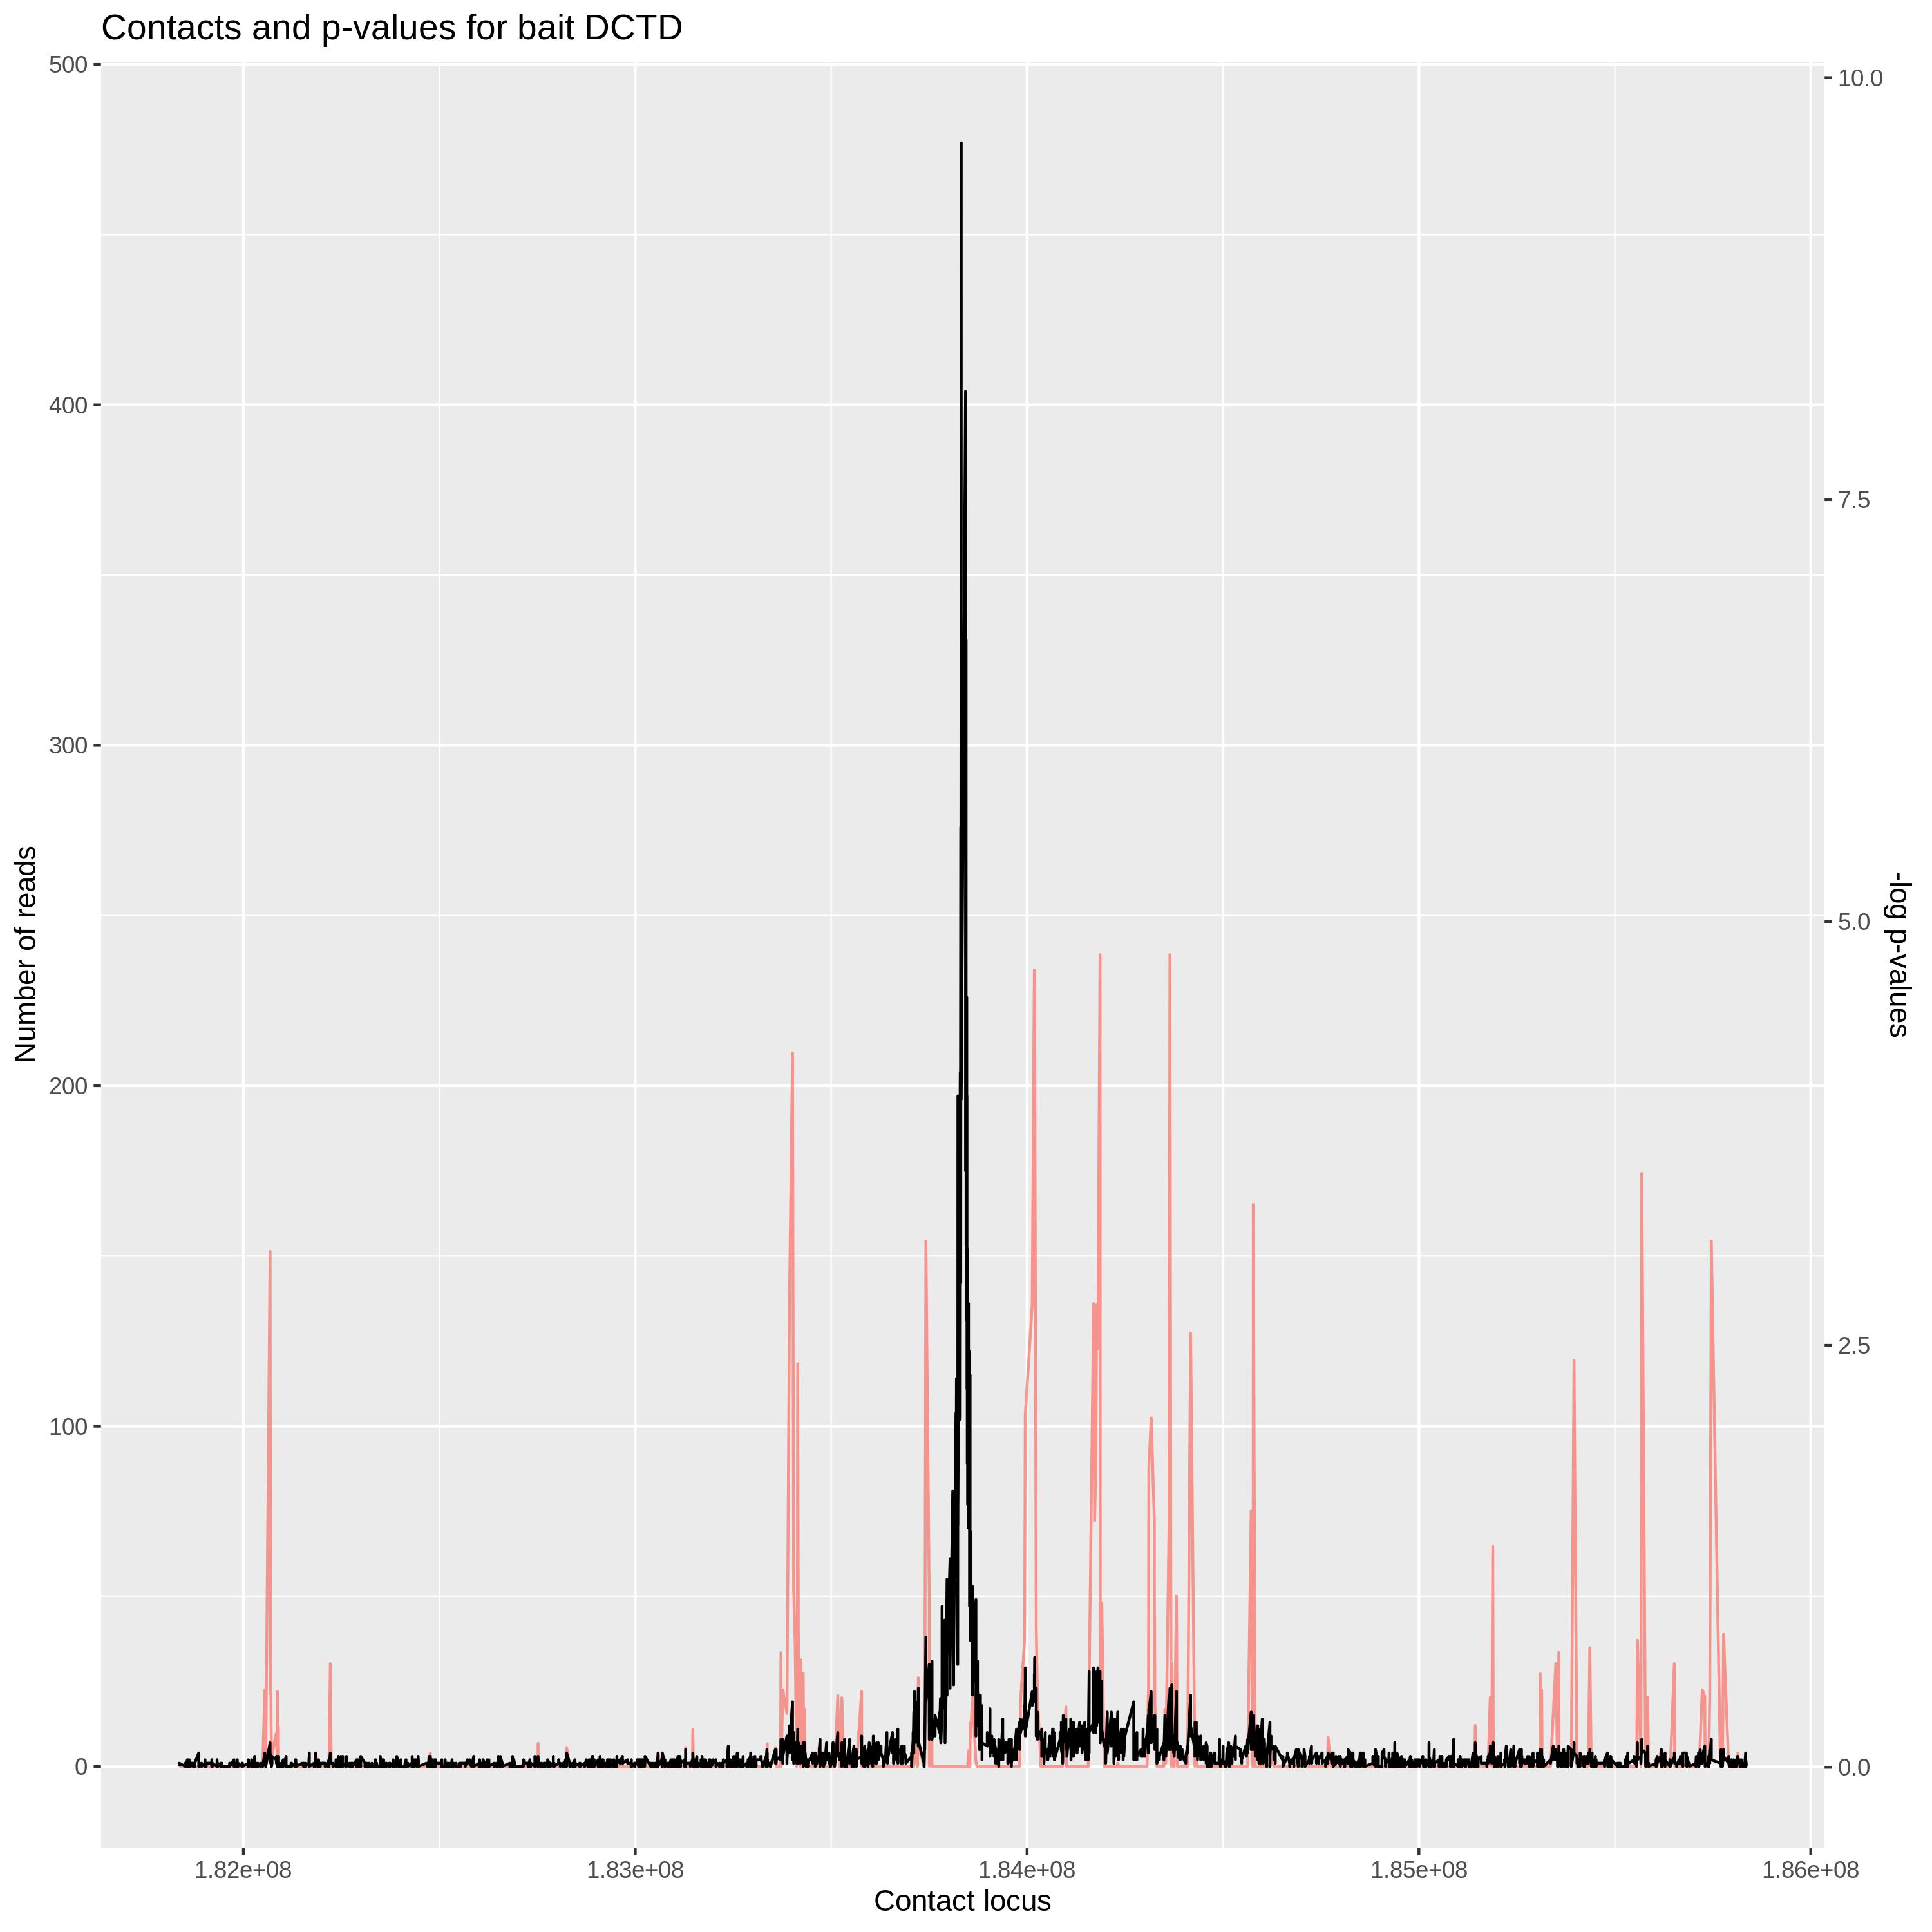 Contacts and p-values for bait DCTD
500
400
300
200
100
0
Number of reads
10.0
7.5
5.0
2.5
0.0
-log p-values
1.82e+08
1.83e+08
1.84e+08
1.85e+08
1.86e+08
Contact locus